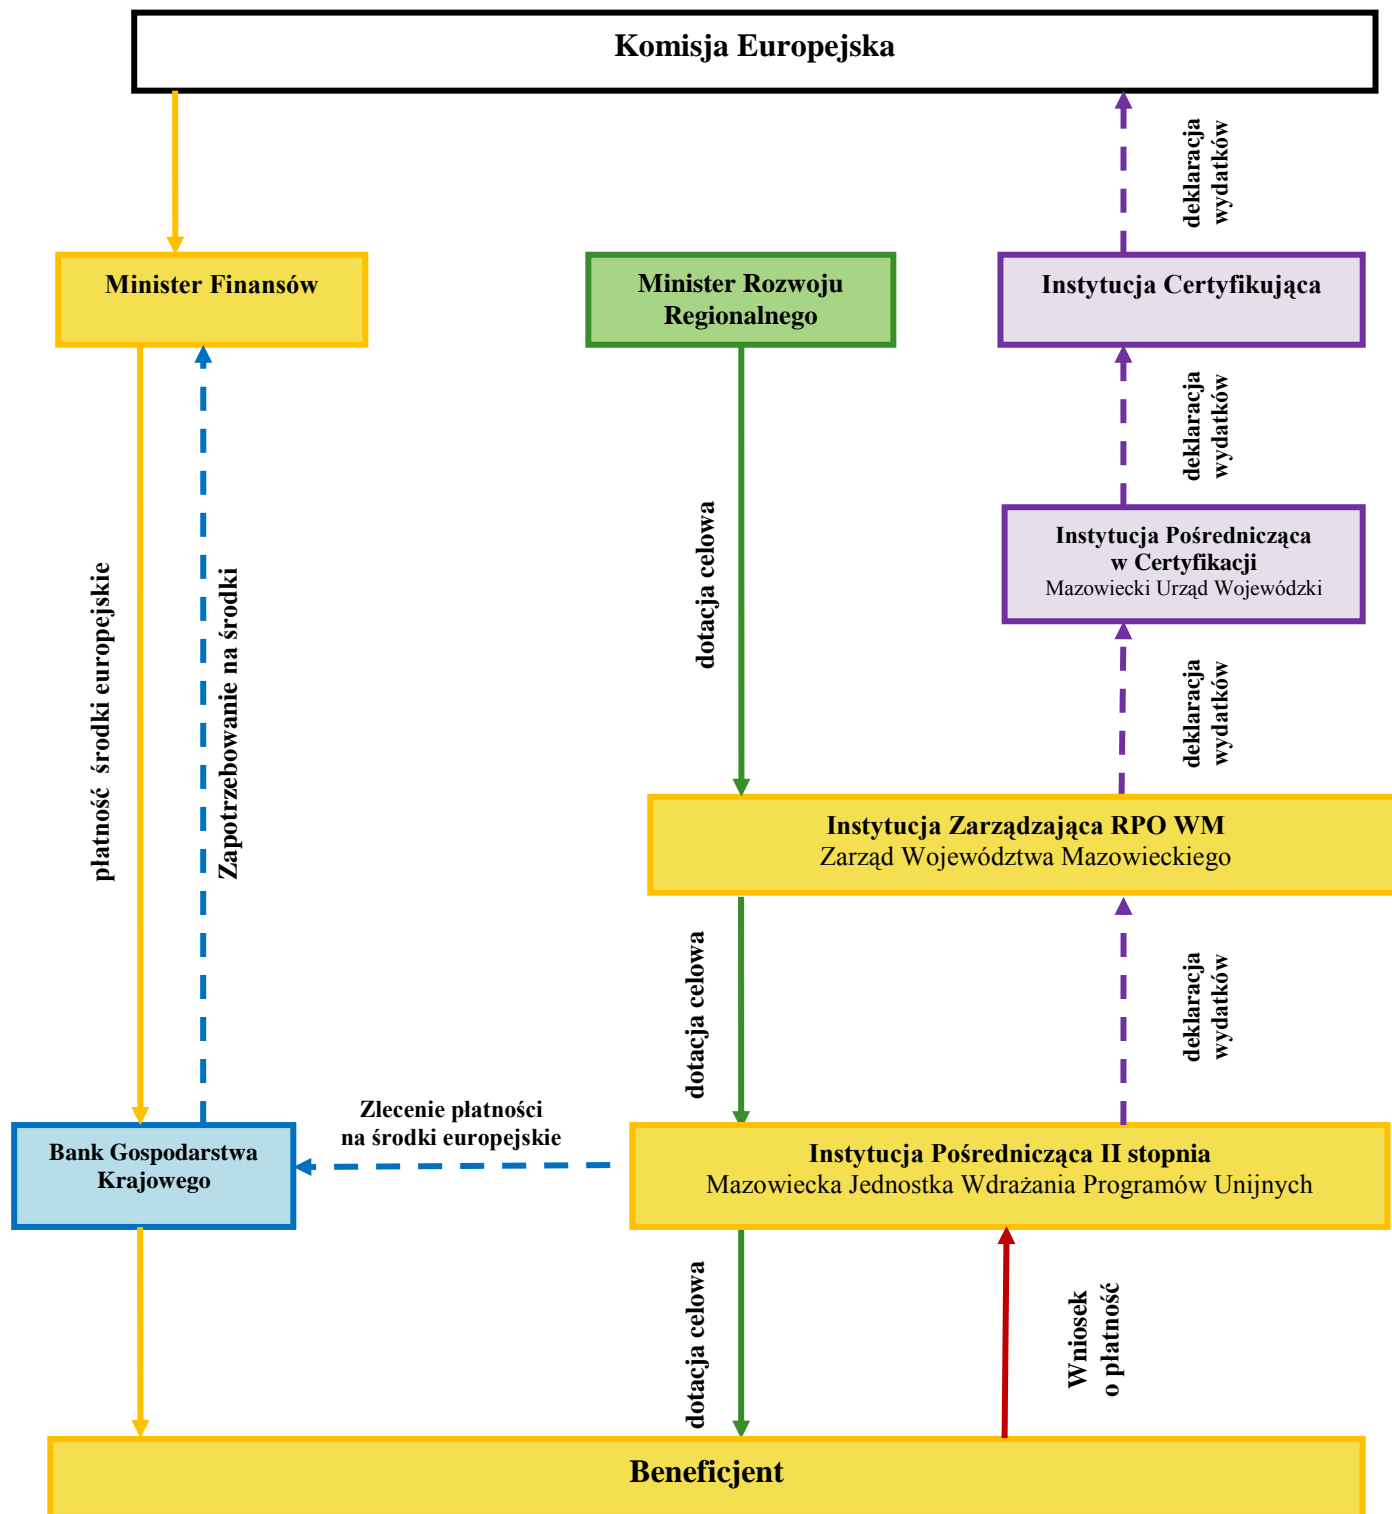 Komisja Europejska
deklaracja
wydatków
Minister Finansów
Minister Rozwoju
Regionalnego
Instytucja Certyfikująca
deklaracja
wydatków
Instytucja Pośrednicząca
w Certyfikacji
Mazowiecki Urząd Wojewódzki
płatność środki europejskie
Zapotrzebowanie na środki
dotacja celowa
deklaracja
wydatków
Instytucja Zarządzająca RPO WM
Zarząd Województwa Mazowieckiego
dotacja celowa
deklaracja
wydatków
Zlecenie płatności
na środki europejskie
Bank Gospodarstwa
Krajowego
Instytucja Pośrednicząca II stopnia
Mazowiecka Jednostka Wdrażania Programów Unijnych
dotacja celowa
Wniosek
o płatność
Beneficjent